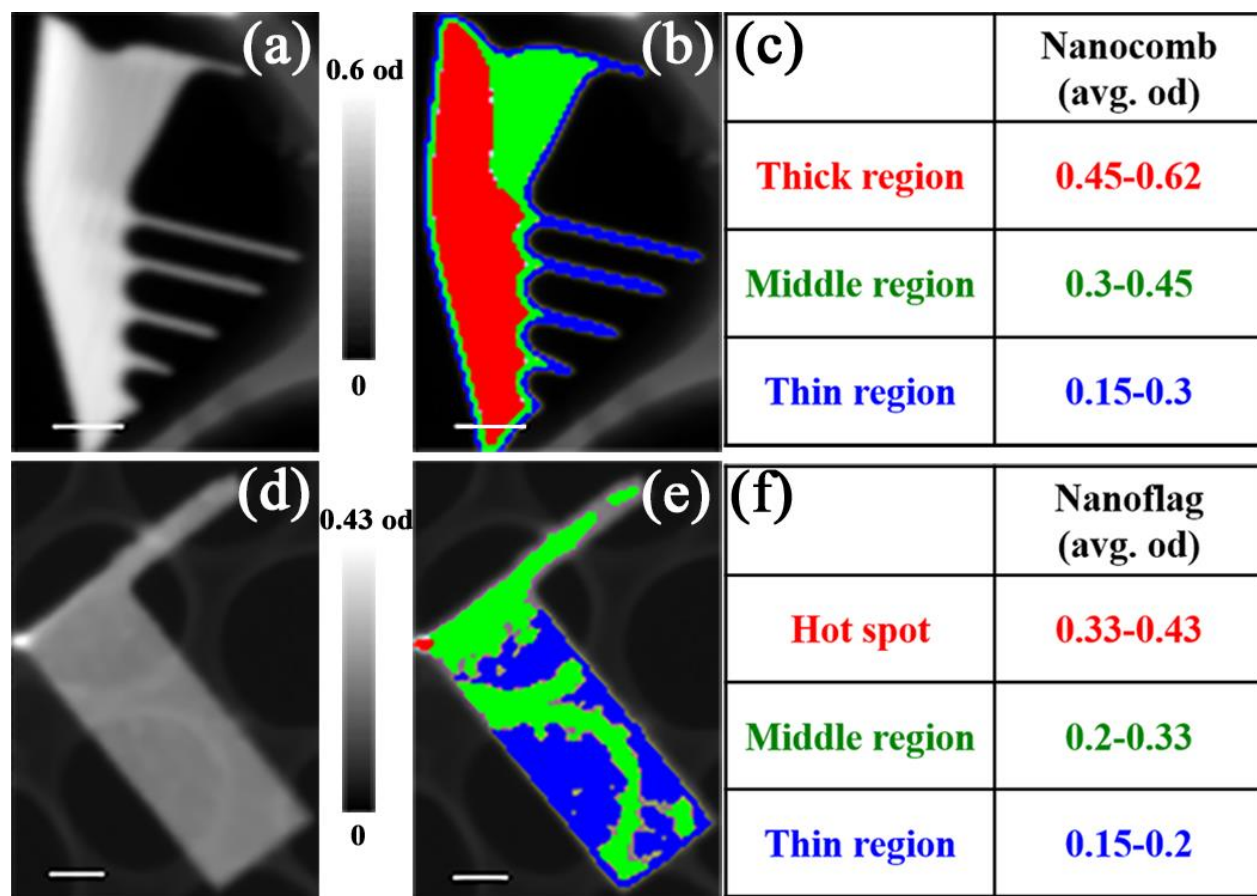 (a)
0.6 od
0
(b)
(c)
Nanocomb
(avg. od)
Thick region 0.45-0.62
Middle region 0.3-0.45
Thin region 0.15-0.3
(d)
0.43 od
0
(e)
(f)
Nanoflag
(avg. od)
Hot spot 0.33-0.43
Middle region 0.2-0.33
Thin region 0.15-0.2